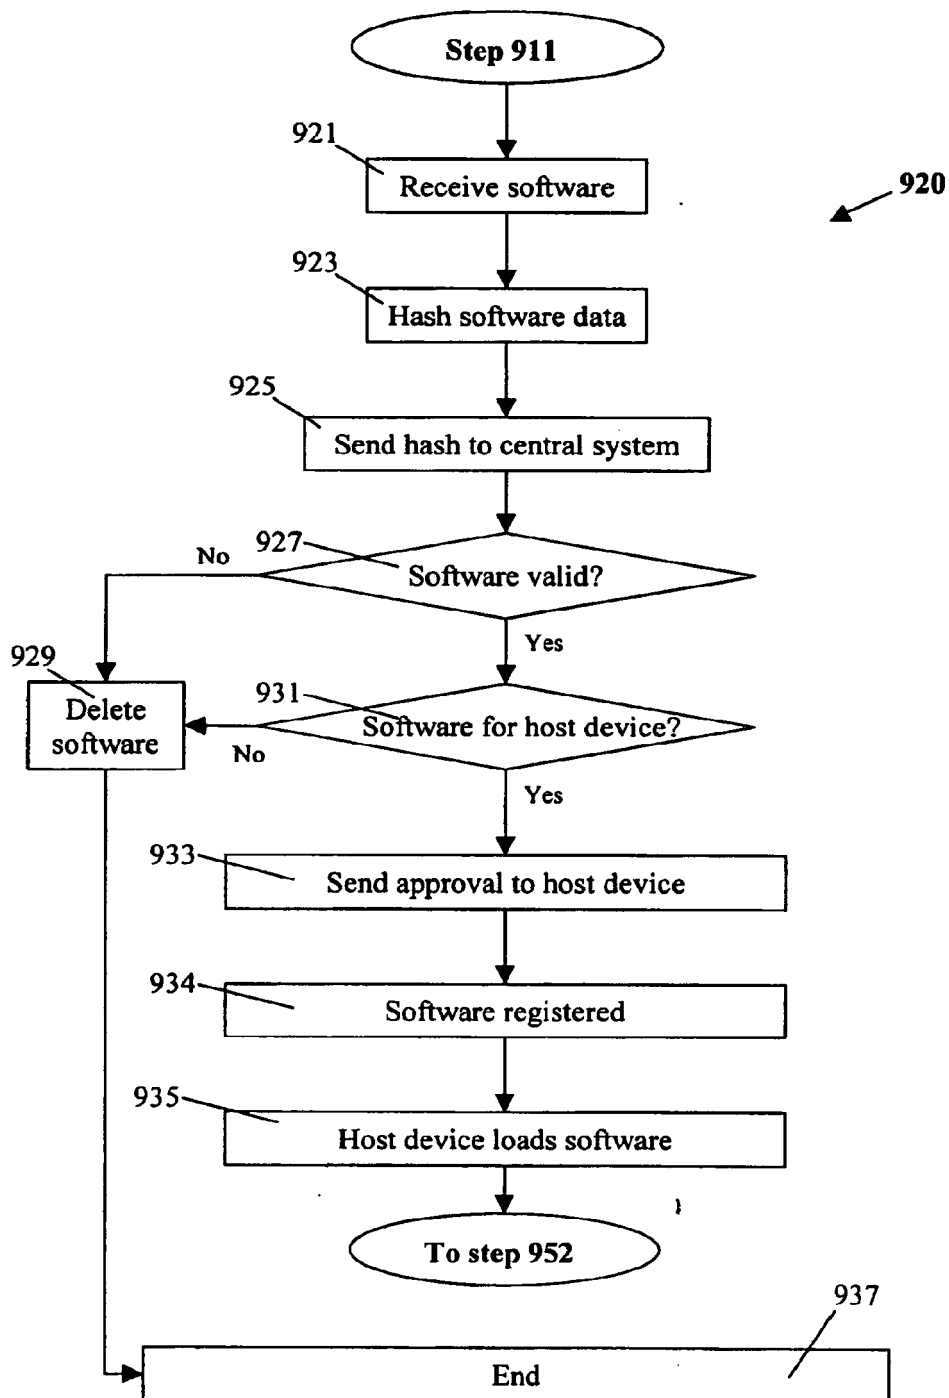 Step 911
921
Receive software
920
923
Hash software data
925
Send hash to central system
927
Software valid?
No
Yes
929
Delete
software
931
Software for host device?
No
Yes
933
Send approval to host device
934
Software registered
935
Host device loads software
To step 952
937
End